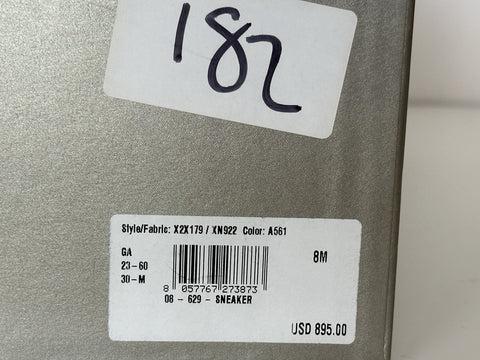 182
Style/Fabric: X2X179 / XN922 Color: A561
GA
8M
23-60
30-M
8 057767 273873
08 - 629 - SNEAKER
USD 895.00